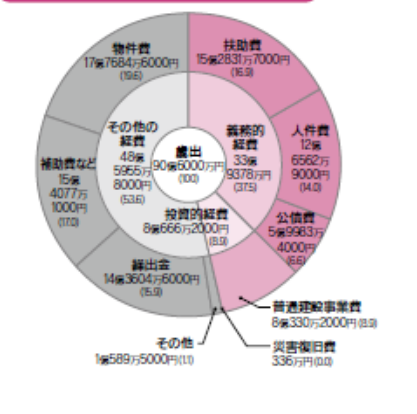 物件費
17億7684万6000円
(19.6)
扶助費
15億2831万7000円
(16.9)
その他の
経費
48億
5955万
8000円
(53.6)
歳出
90億6000万円
(100)
義務的
経費
33億
9378万円
(37.5)
人件費
12億
6562万
9000円
(14.0)
補助費など
15億
4077万
1000円
(17.0)
投資的経費
8億666万2000円
(8.9)
公債費
5億9983万
4000円
(6.6)
繰出金
14億3604万6000円
(15.9)
普通建設事業費
8億330万2000円(8.9)
その他
1億589万5000円(1.1)
災害復旧費
336万円(0.0)